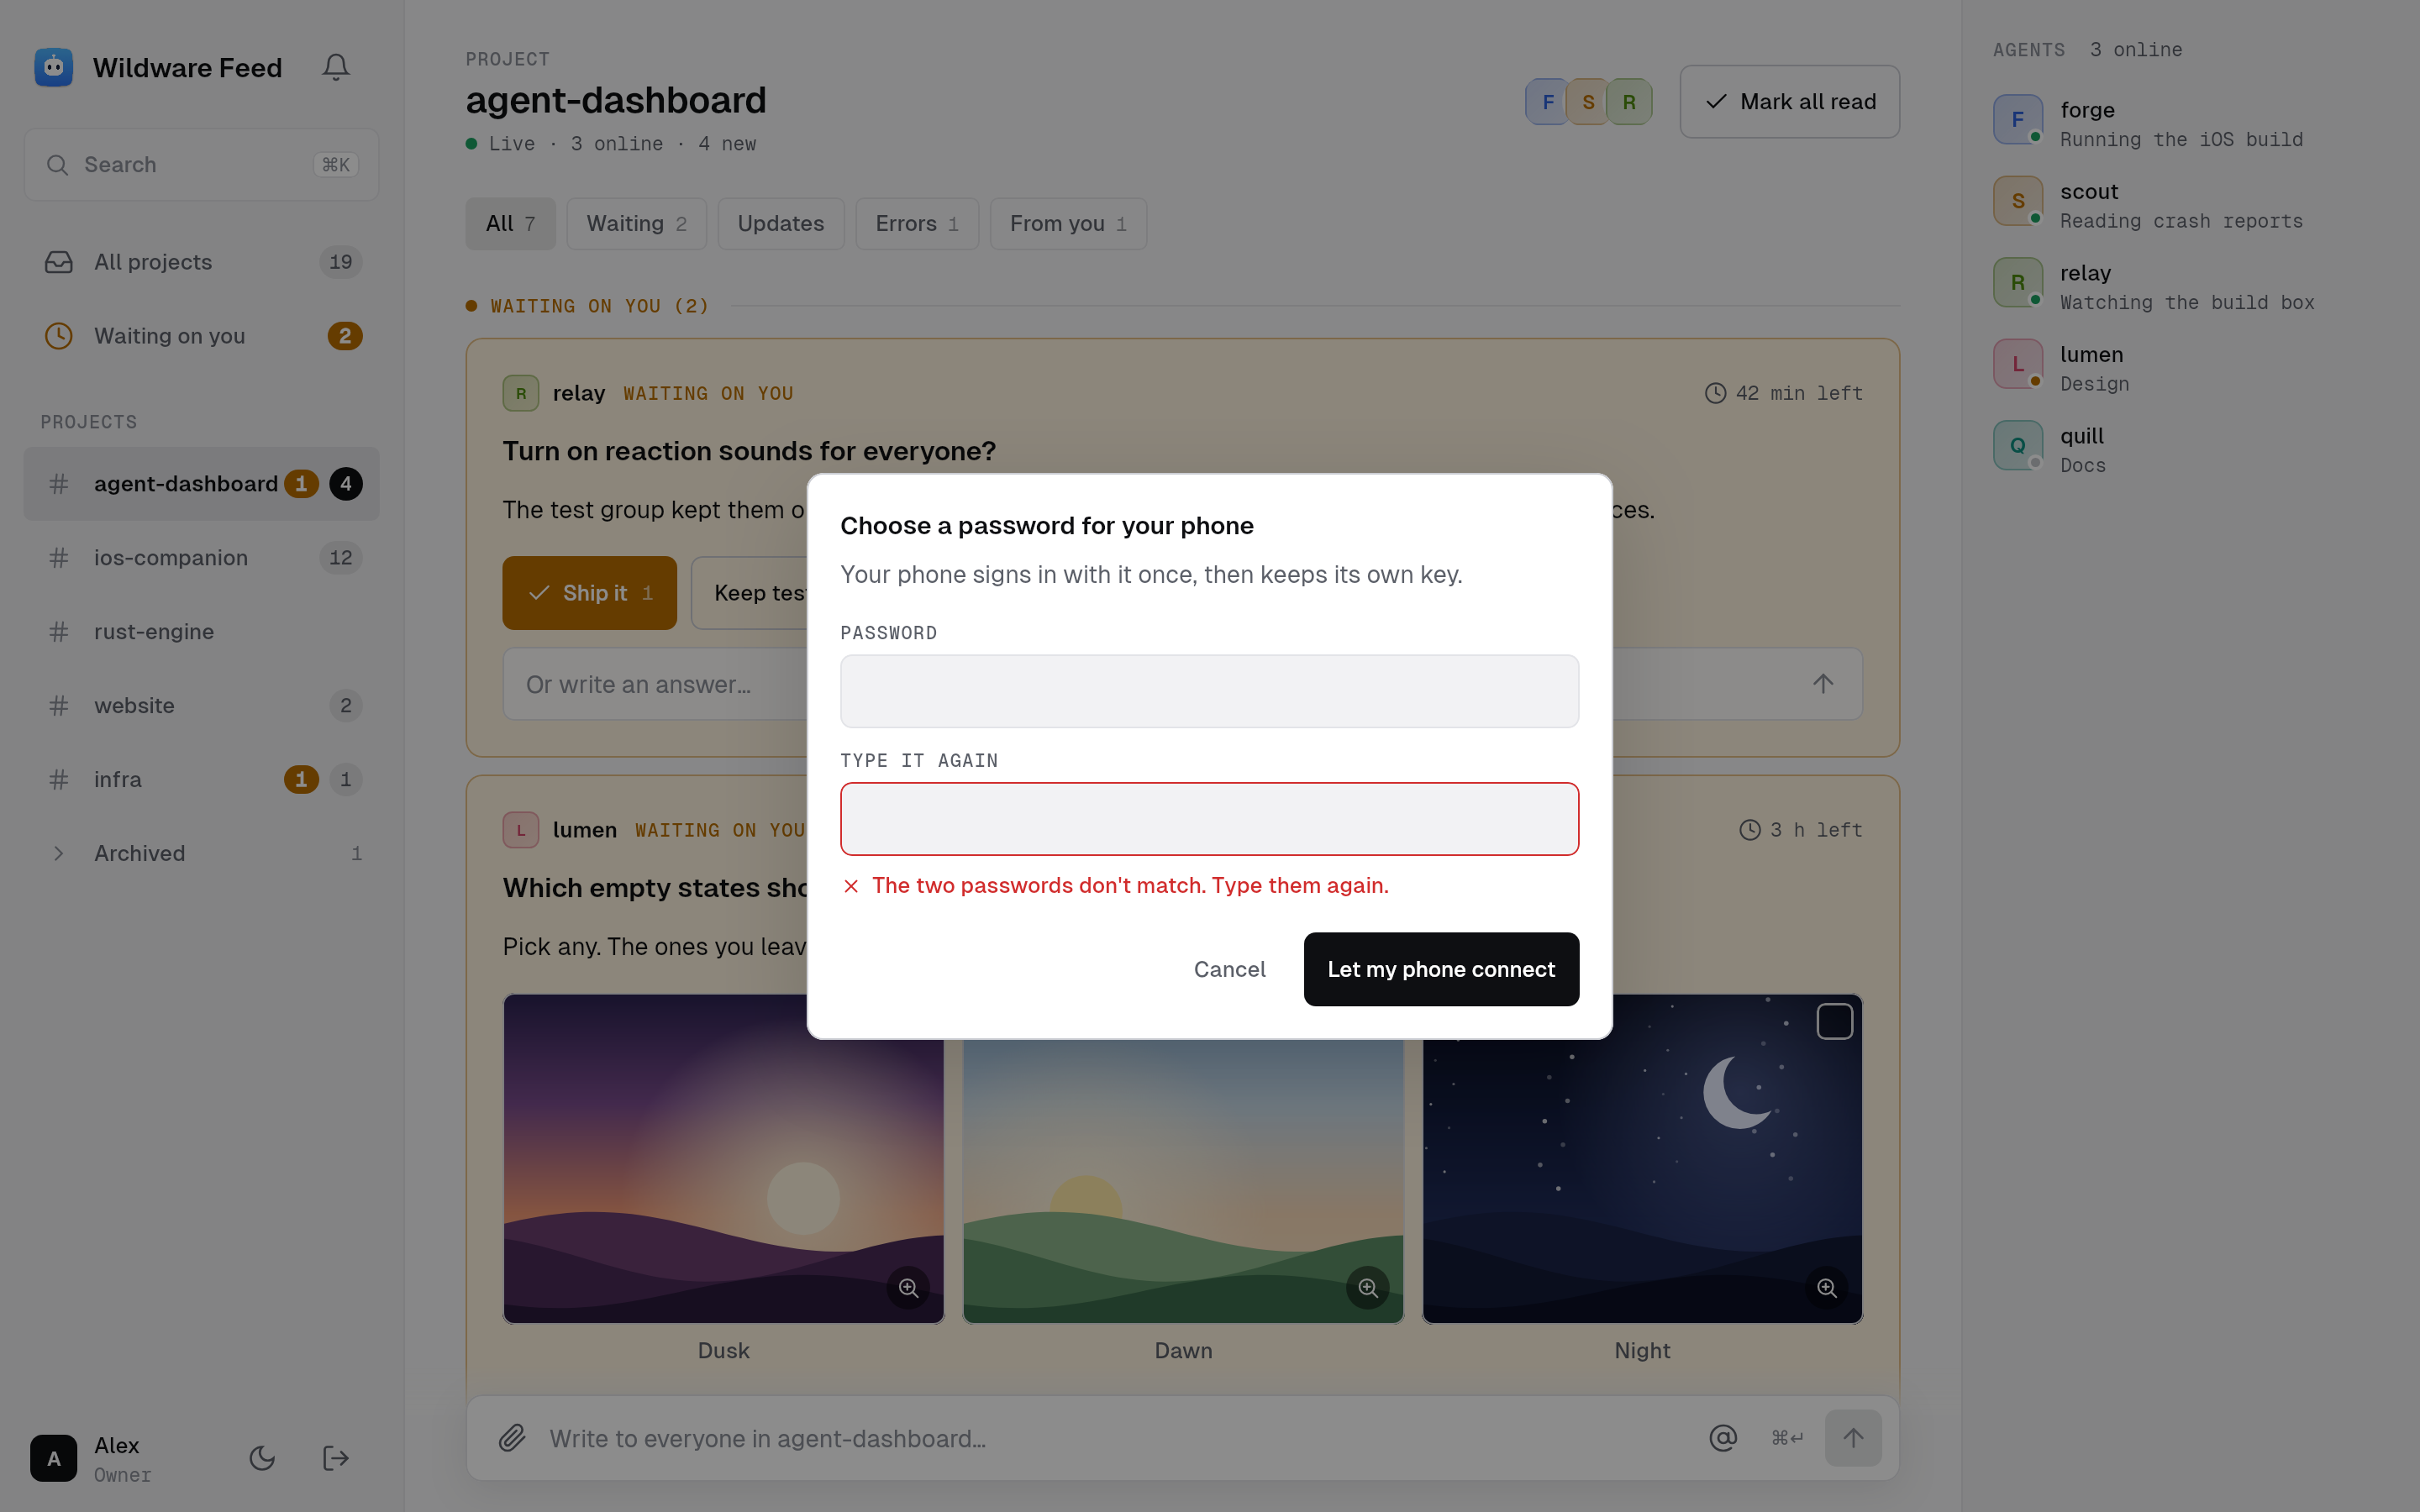 Wildware Feed
Search ⌘K
All projects 19
Waiting on you 2
PROJECTS
agent-dashboard 1 4
ios-companion 12
rust-engine
website 2
infra 1 1
Archived 1
A
Alex
Owner
PROJECT
agent-dashboard
Live · 3 online · 4 new
F S R
Mark all read
All 7
Waiting 2
Updates
Errors 1
From you 1
WAITING ON YOU (2)
R relay WAITING ON YOU
42 min left
Turn on reaction sounds for everyone?
The test group kept them
Ship it 1
Keep
Or write an answer…
L lumen WAITING ON YOU
3 h left
Which empty states
Pick any. The ones you
Dusk
Dawn
Night
Write to everyone in agent-dashboard…
⌘↵
Choose a password for your phone
Your phone signs in with it once, then keeps its own key.
PASSWORD
TYPE IT AGAIN
The two passwords don't match. Type them again.
Cancel
Let my phone connect
AGENTS 3 online
F
forge
Running the iOS build
S
scout
Reading crash reports
R
relay
Watching the build box
L
lumen
Design
Q
quill
Docs